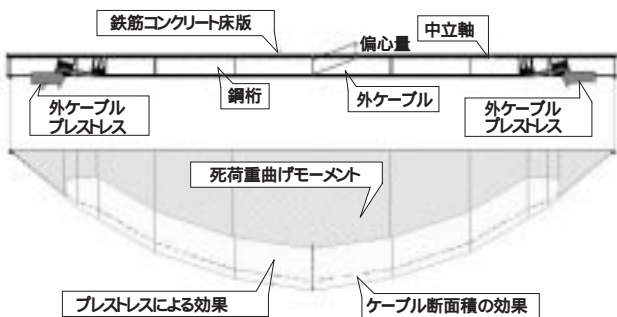 鉄筋コンクリート床版
偏心量
中立軸
外ケーブル
プレストレス
鋼桁
外ケーブル
外ケーブル
プレストレス
死荷重曲げモーメント
プレストレスによる効果
ケーブル断面積の効果